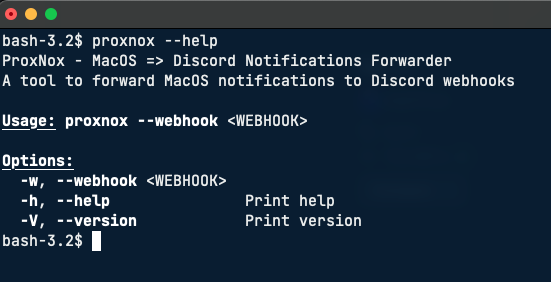 bash-3.2$ proxnox --help
ProxNox - MacOS => Discord Notifications Forwarder
A tool to forward MacOS notifications to Discord webhooks
Usage: proxnox --webhook <WEBHOOK>
Options:
-w, --webhook <WEBHOOK>
-h, --help Print help
-V, --version Print version
bash-3.2$